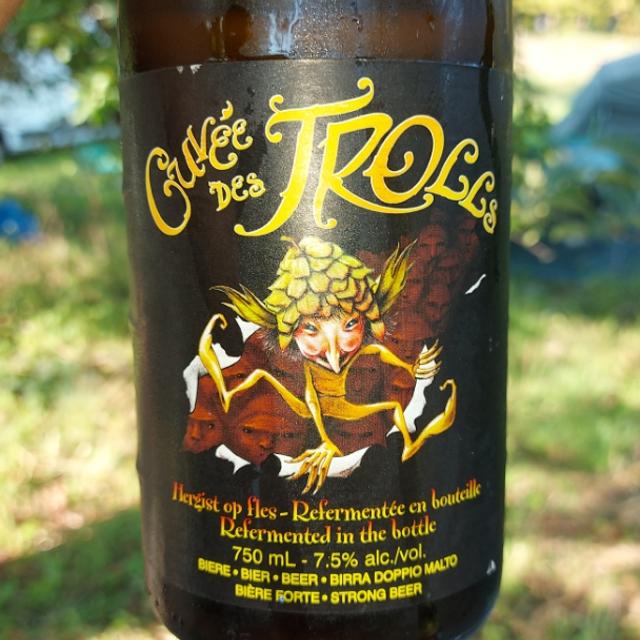 Cuvée
des Trolls
Hergist op fles - Refermentée en bouteille
Refermented in the bottle
750 mL - 7.5% alc./vol.
BIERE • BIER • BEER • BIRRA DOPPIO MALTO
BIÈRE FORTE • STRONG BEER